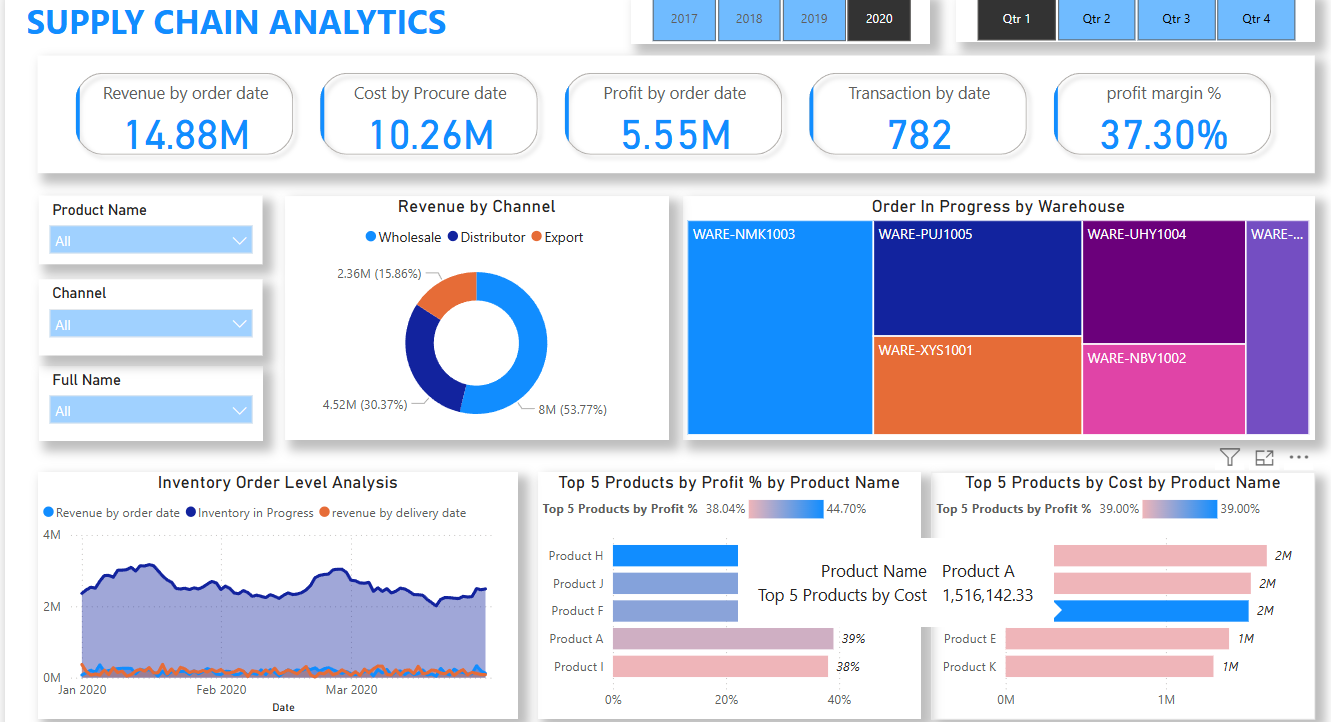 SUPPLY CHAIN ANALYTICS
2017 2018 2019 2020
Qtr 1 Qtr 2 Qtr 3 Qtr 4
Revenue by order date
14.88M
Cost by Procure date
10.26M
Profit by order date
5.55M
Transaction by date
782
profit margin %
37.30%
Product Name
All
Channel
All
Full Name
All
Revenue by Channel
Wholesale Distributor Export
2.36M (15.86%)
4.52M (30.37%)
8M (53.77%)
Order In Progress by Warehouse
WARE-NMK1003
WARE-PUJ1005
WARE-XYS1001
WARE-UHY1004
WARE-NBV1002
WARE-...
Inventory Order Level Analysis
Revenue by order date Inventory in Progress revenue by delivery date
4M
2M
0M
Jan 2020 Feb 2020 Mar 2020
Date
Top 5 Products by Profit % by Product Name
Top 5 Products by Profit % 38.04% 44.70%
Product H
Product J
Product F
Product A 39%
Product I 38%
0% 20% 40%
Top 5 Products by Cost by Product Name
Top 5 Products by Profit % 39.00% 39.00%
2M
2M
2M
Product E 1M
Product K 1M
0M 1M
Product Name Product A
Top 5 Products by Cost 1,516,142.33